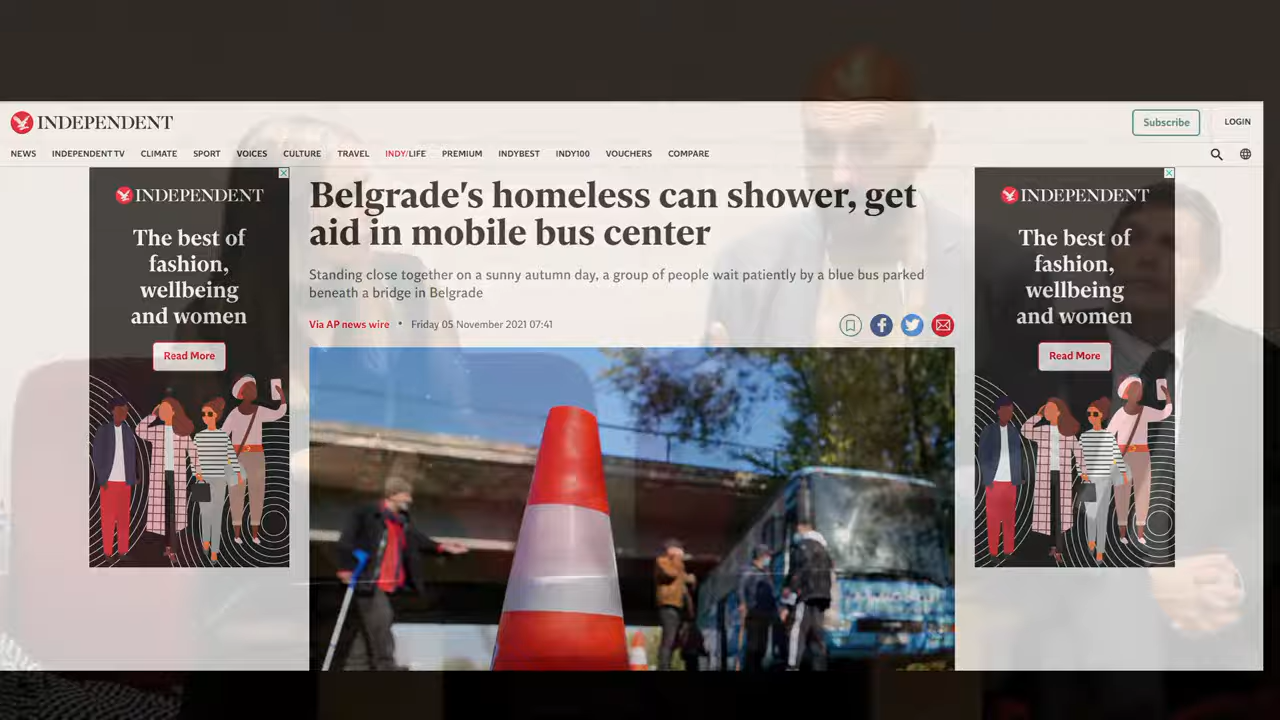 INDEPENDENT
Subscribe
LOGIN
NEWS INDEPENDENT TV CLIMATE SPORT VOICES CULTURE TRAVEL INDY/LIFE PREMIUM INDYBEST INDY100 VOUCHERS COMPARE
INDEPENDENT
The best of
fashion,
wellbeing
and women
Read More
Belgrade's homeless can shower, get
aid in mobile bus center
Standing close together on a sunny autumn day, a group of people wait patiently by a blue bus parked
beneath a bridge in Belgrade
Via AP news wire • Friday 05 November 2021 07:41
INDEPENDENT
The best of
fashion,
wellbeing
and women
Read More